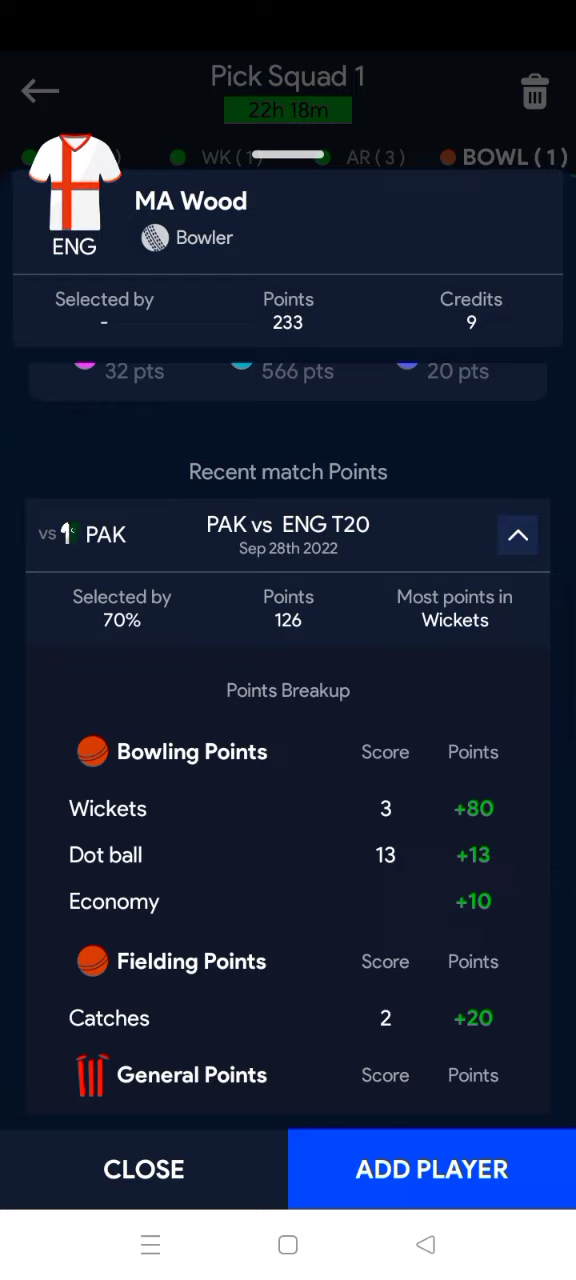 Pick Squad 1
22h 18m
WK ( 1
AR ( 3 )
BOWL ( 1 )
MA Wood
Bowler
ENG
Selected by Points Credits
- 233 9
32 pts 566 pts 20 pts
Recent match Points
vs PAK PAK vs ENG T20
Sep 28th 2022
Selected by Points Most points in
70% 126 Wickets
Points Breakup
Bowling Points Score Points
Wickets 3 +80
Dot ball 13 +13
Economy +10
Fielding Points Score Points
Catches 2 +20
General Points Score Points
CLOSE ADD PLAYER